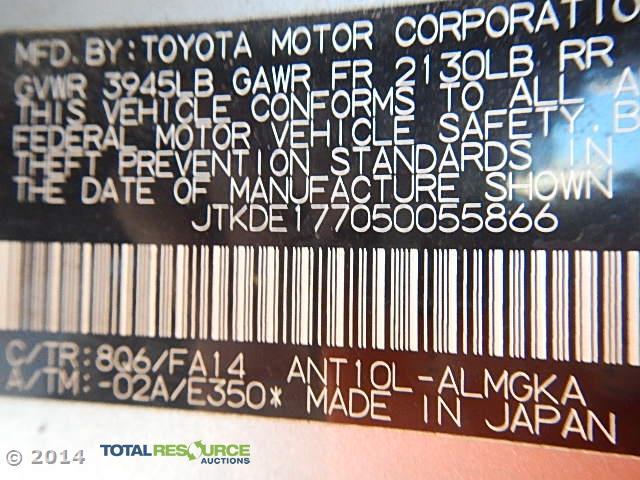 MFD. BY: TOYOTA MOTOR CORPORATIO
GVWR 3945LB GAWR FR 2130LB RR
THIS VEHICLE CONFORMS TO ALL A
FEDERAL MOTOR VEHICLE SAFETY, B
THEFT PREVENTION STANDARDS IN
THE DATE OF MANUFACTURE SHOWN
JTKDE177050055866
C/TR: 8Q6/FA14 ANT10L-ALMGKA
A/TM: -02A/E350* MADE IN JAPAN
© 2014 TOTALRESOURCE
AUCTIONS